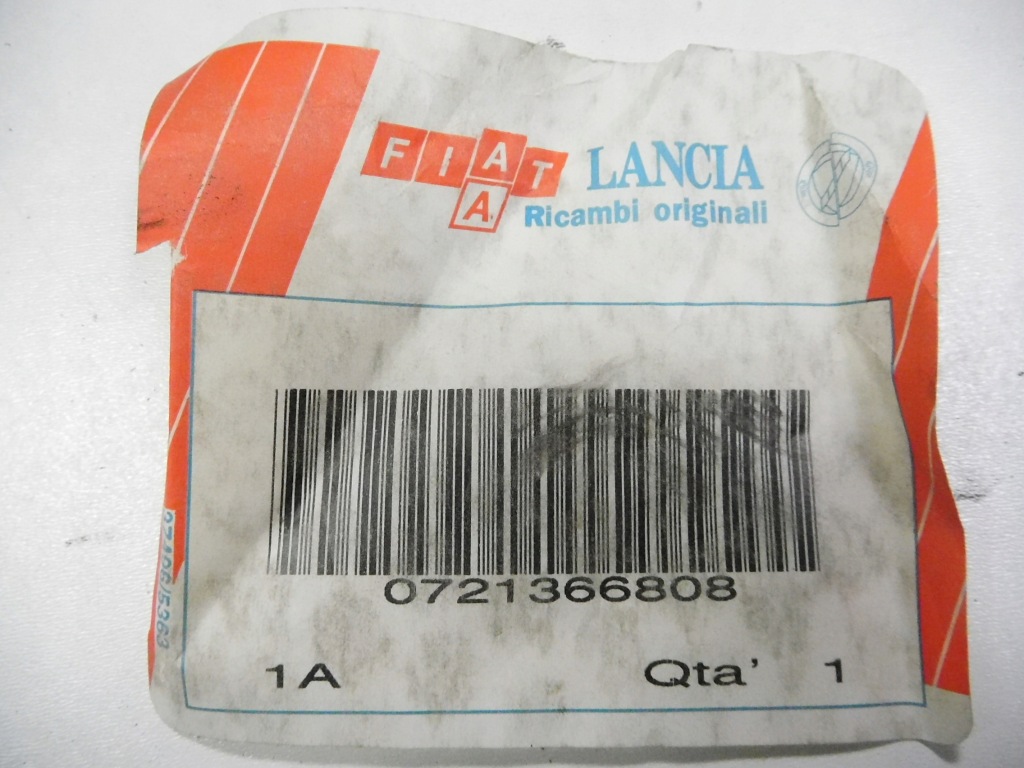 FIAT LANCIA
A Ricambi originali
0721366808
1A Qta' 1